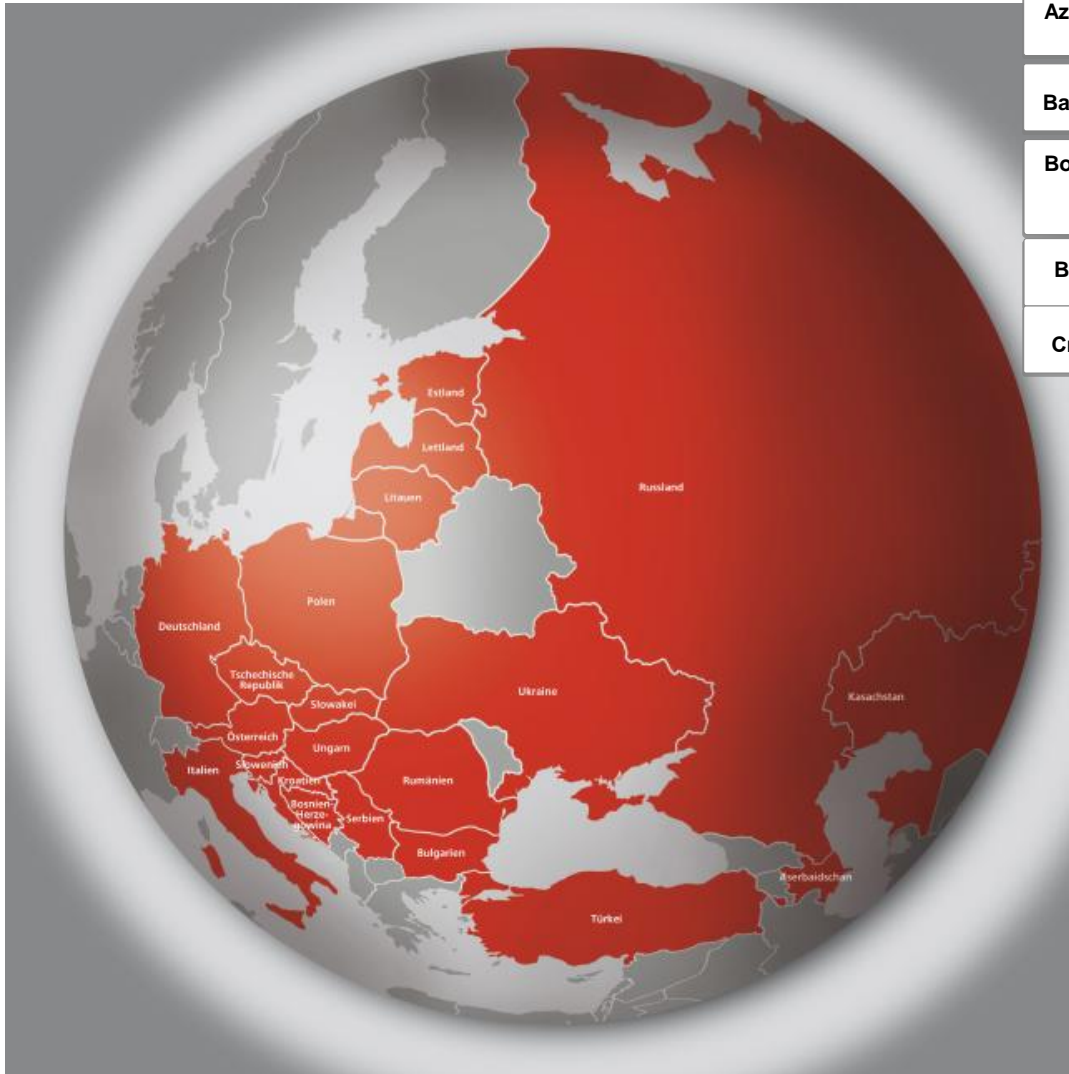 Az
Ba
Bo
B
Cr
Estland
Lettland
Litauen
Russland
Polen
Deutschland
Tschechische
Republik
Slowakei
Ukraine
Kasachstan
Österreich
Ungarn
Italien
Slowenien
Kroatien
Rumänien
Bosnien-
Herze-
gowina
Serbien
Bulgarien
Aserbaidschan
Türkei